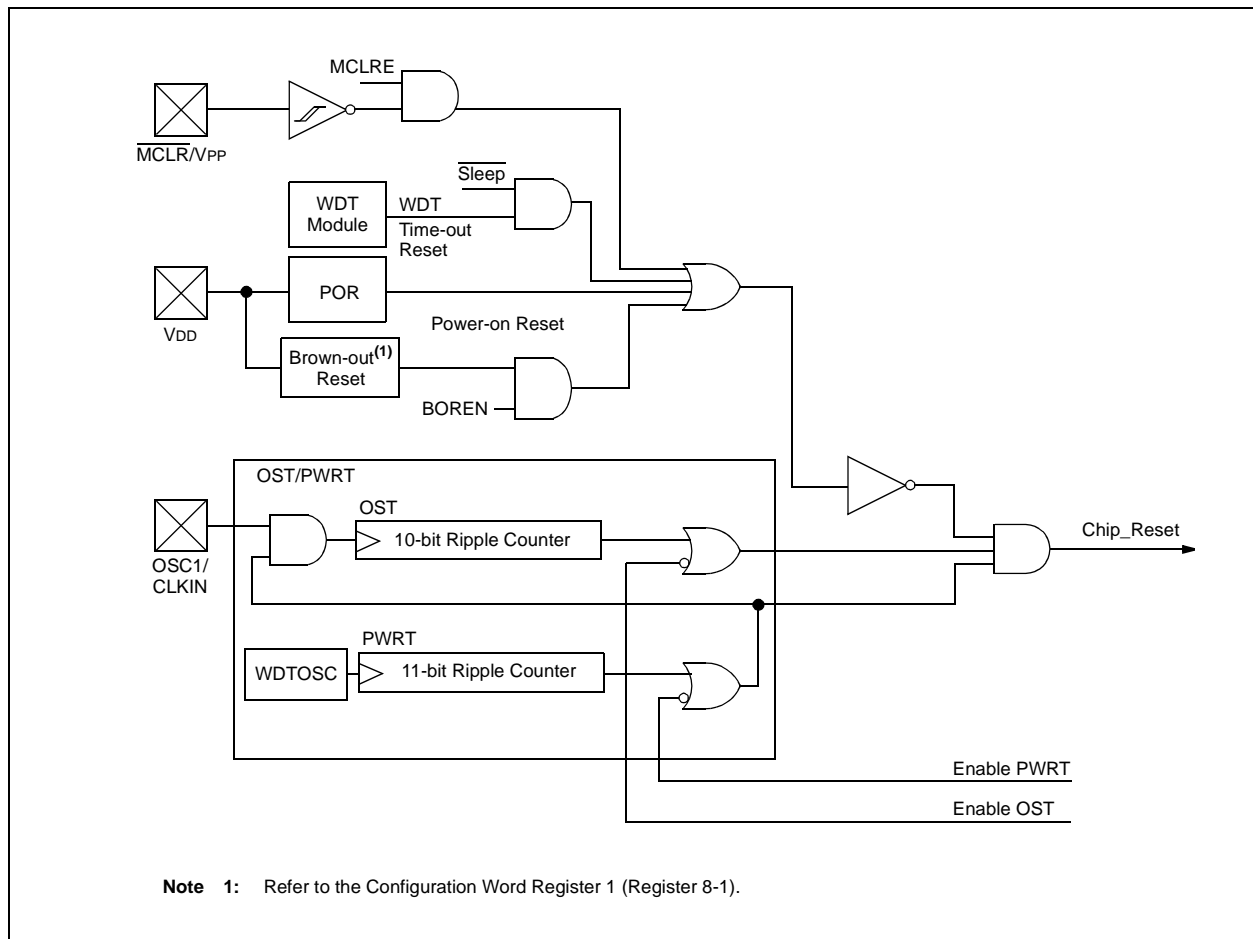 MCLRE
MCLR/VPP
Sleep
WDT
Module
WDT
Time-out
Reset
POR
VDD
Power-on Reset
Brown-out(1)
Reset
BOREN
OST/PWRT
OST
10-bit Ripple Counter
Chip_Reset
OSC1/
CLKIN
PWRT
WDTOSC
11-bit Ripple Counter
Enable PWRT
Enable OST
Note 1: Refer to the Configuration Word Register 1 (Register 8-1).